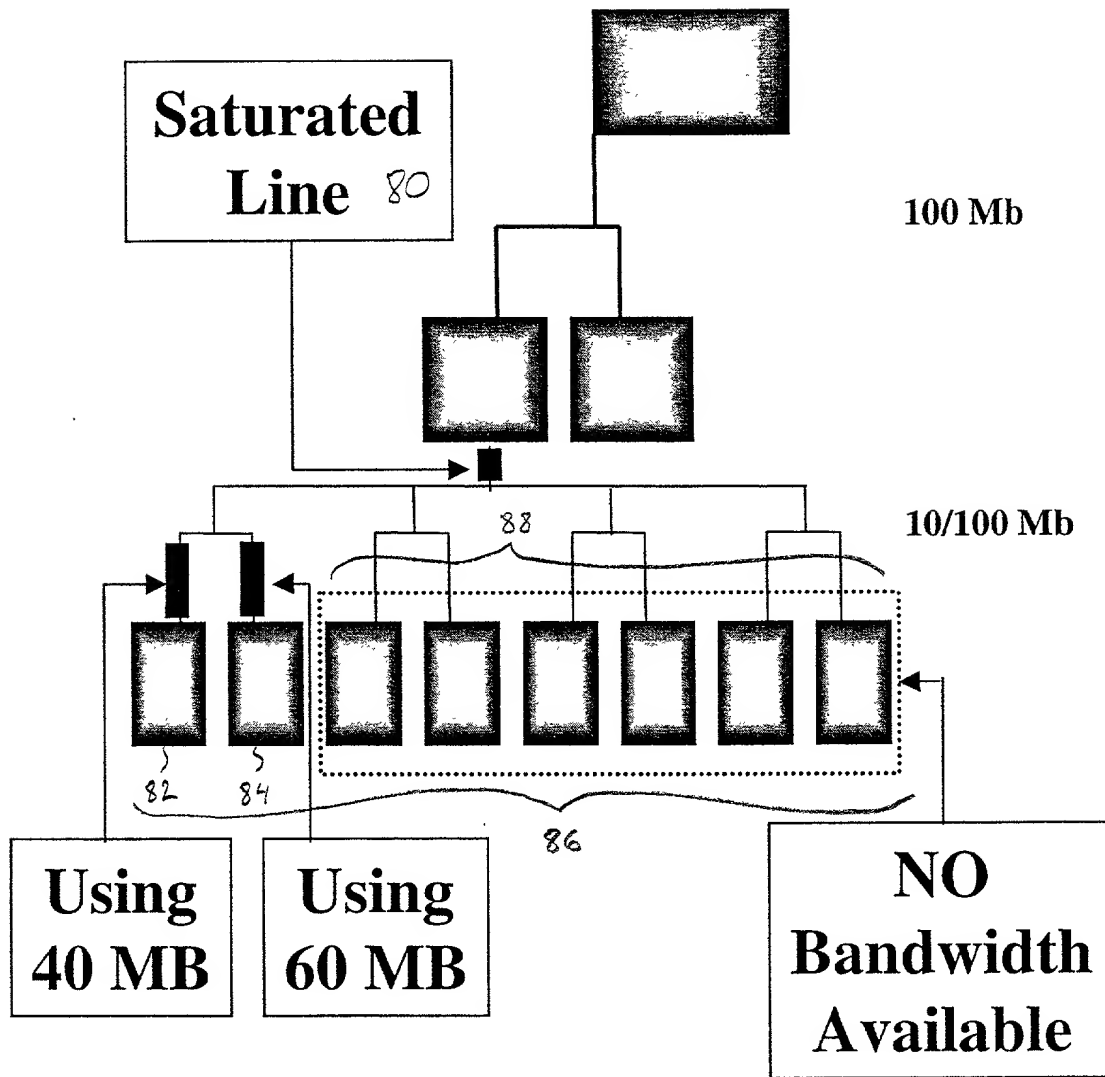 Saturated
Line 80
100 Mb
88
10/100 Mb
82
84
86
Using
40 MB
Using
60 MB
NO
Bandwidth
Available